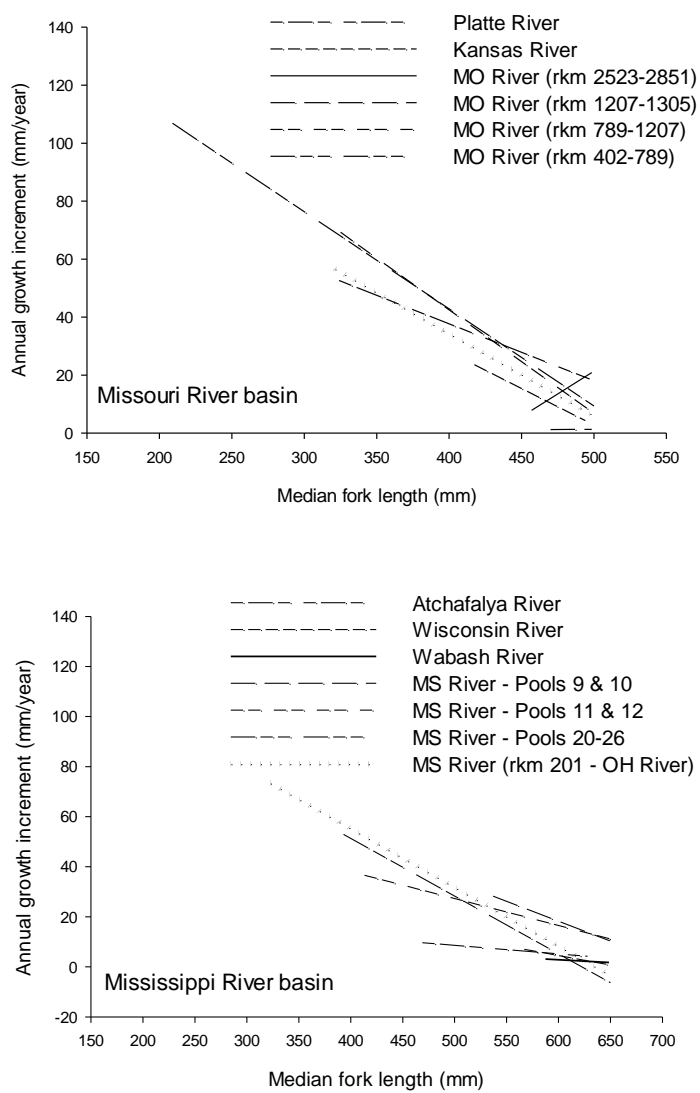 140
120
100
80
60
40
20
0
Annual growth increment (mm/year)
Platte River
Kansas River
MO River (rkm 2523-2851)
MO River (rkm 1207-1305)
MO River (rkm 789-1207)
MO River (rkm 402-789)
Missouri River basin
150 200 250 300 350 400 450 500 550
Median fork length (mm)
140
120
100
80
60
40
20
0
-20
Annual growth increment (mm/year)
Atchafalya River
Wisconsin River
Wabash River
MS River - Pools 9 & 10
MS River - Pools 11 & 12
MS River - Pools 20-26
MS River (rkm 201 - OH River)
Mississippi River basin
150 200 250 300 350 400 450 500 550 600 650 700
Median fork length (mm)